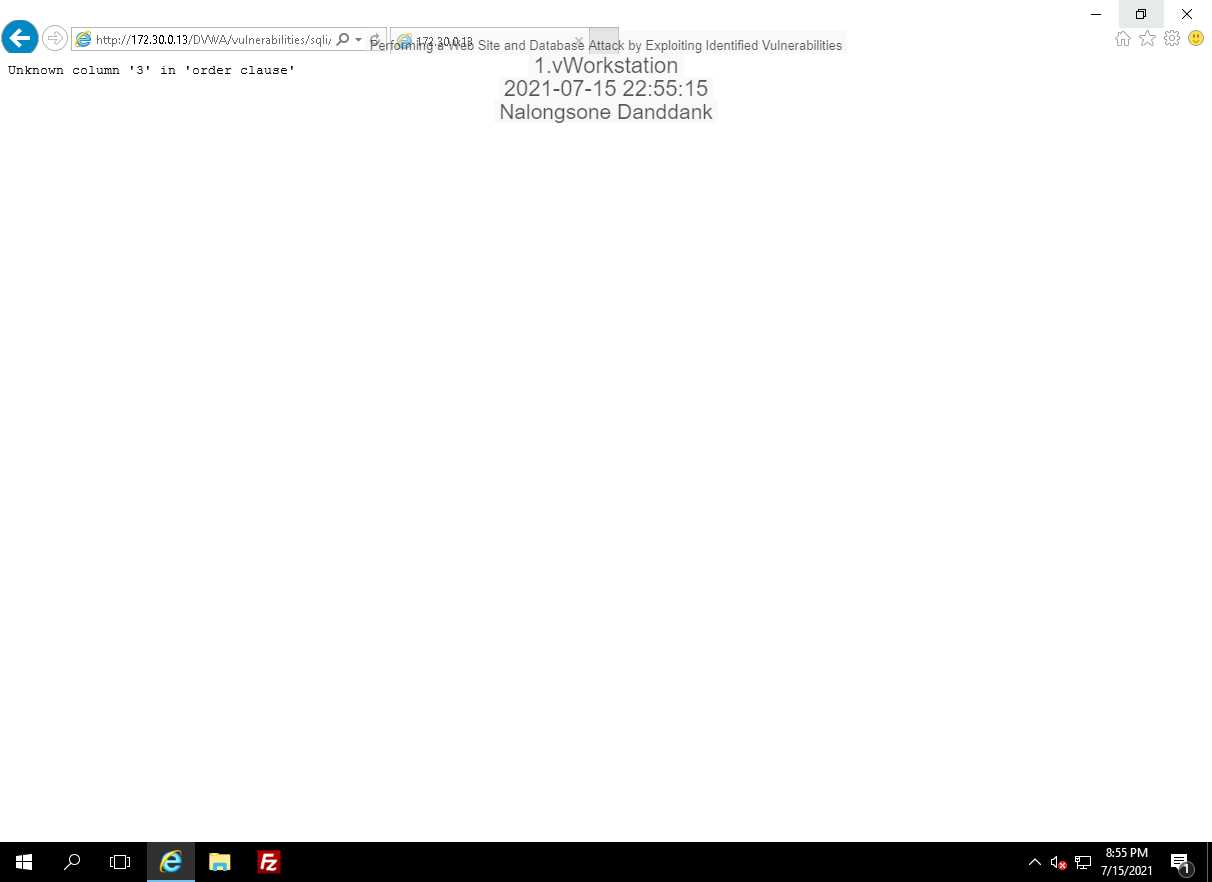 http://172.30.0.13/DVWA/vulnerabilities/sqli/
172.30.0.13
Performing a Web Site and Database Attack by Exploiting Identified Vulnerabilities
1.vWorkstation
2021-07-15 22:55:15
Nalongsone Danddank
Unknown column '3' in 'order clause'
Fz
8:55 PM
7/15/2021
1